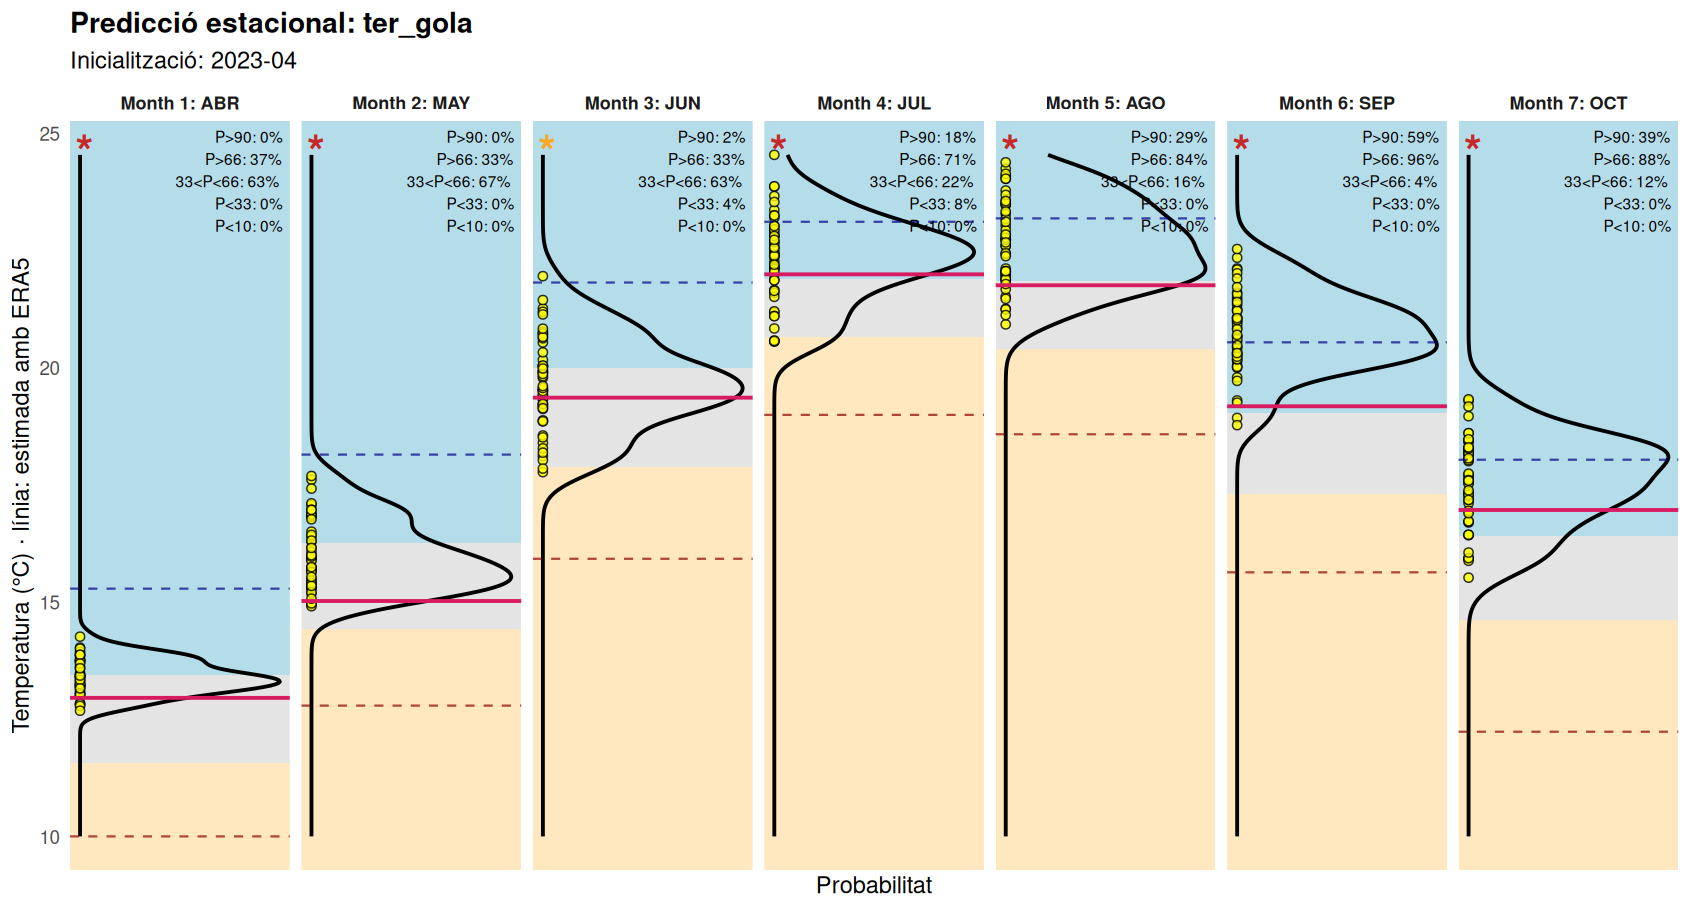 Predicció estacional: ter_gola
Inicialització: 2023-04
Month 1: ABR
Month 2: MAY
Month 3: JUN
Month 4: JUL
Month 5: AGO
Month 6: SEP
Month 7: OCT
Temperatura (°C) · línia: estimada amb ERA5
25
20
15
10
*
P>90: 0%
P>66: 37%
33<P<66: 63%
P<33: 0%
P<10: 0%
*
P>90: 0%
P>66: 33%
33<P<66: 67%
P<33: 0%
P<10: 0%
*
P>90: 2%
P>66: 33%
33<P<66: 63%
P<33: 4%
P<10: 0%
*
P>90: 18%
P>66: 71%
33<P<66: 22%
P<33: 8%
P<10: 0%
*
P>90: 29%
P>66: 84%
33<P<66: 16%
P<33: 0%
P<10: 0%
*
P>90: 59%
P>66: 96%
33<P<66: 4%
P<33: 0%
P<10: 0%
*
P>90: 39%
P>66: 88%
33<P<66: 12%
P<33: 0%
P<10: 0%
Probabilitat